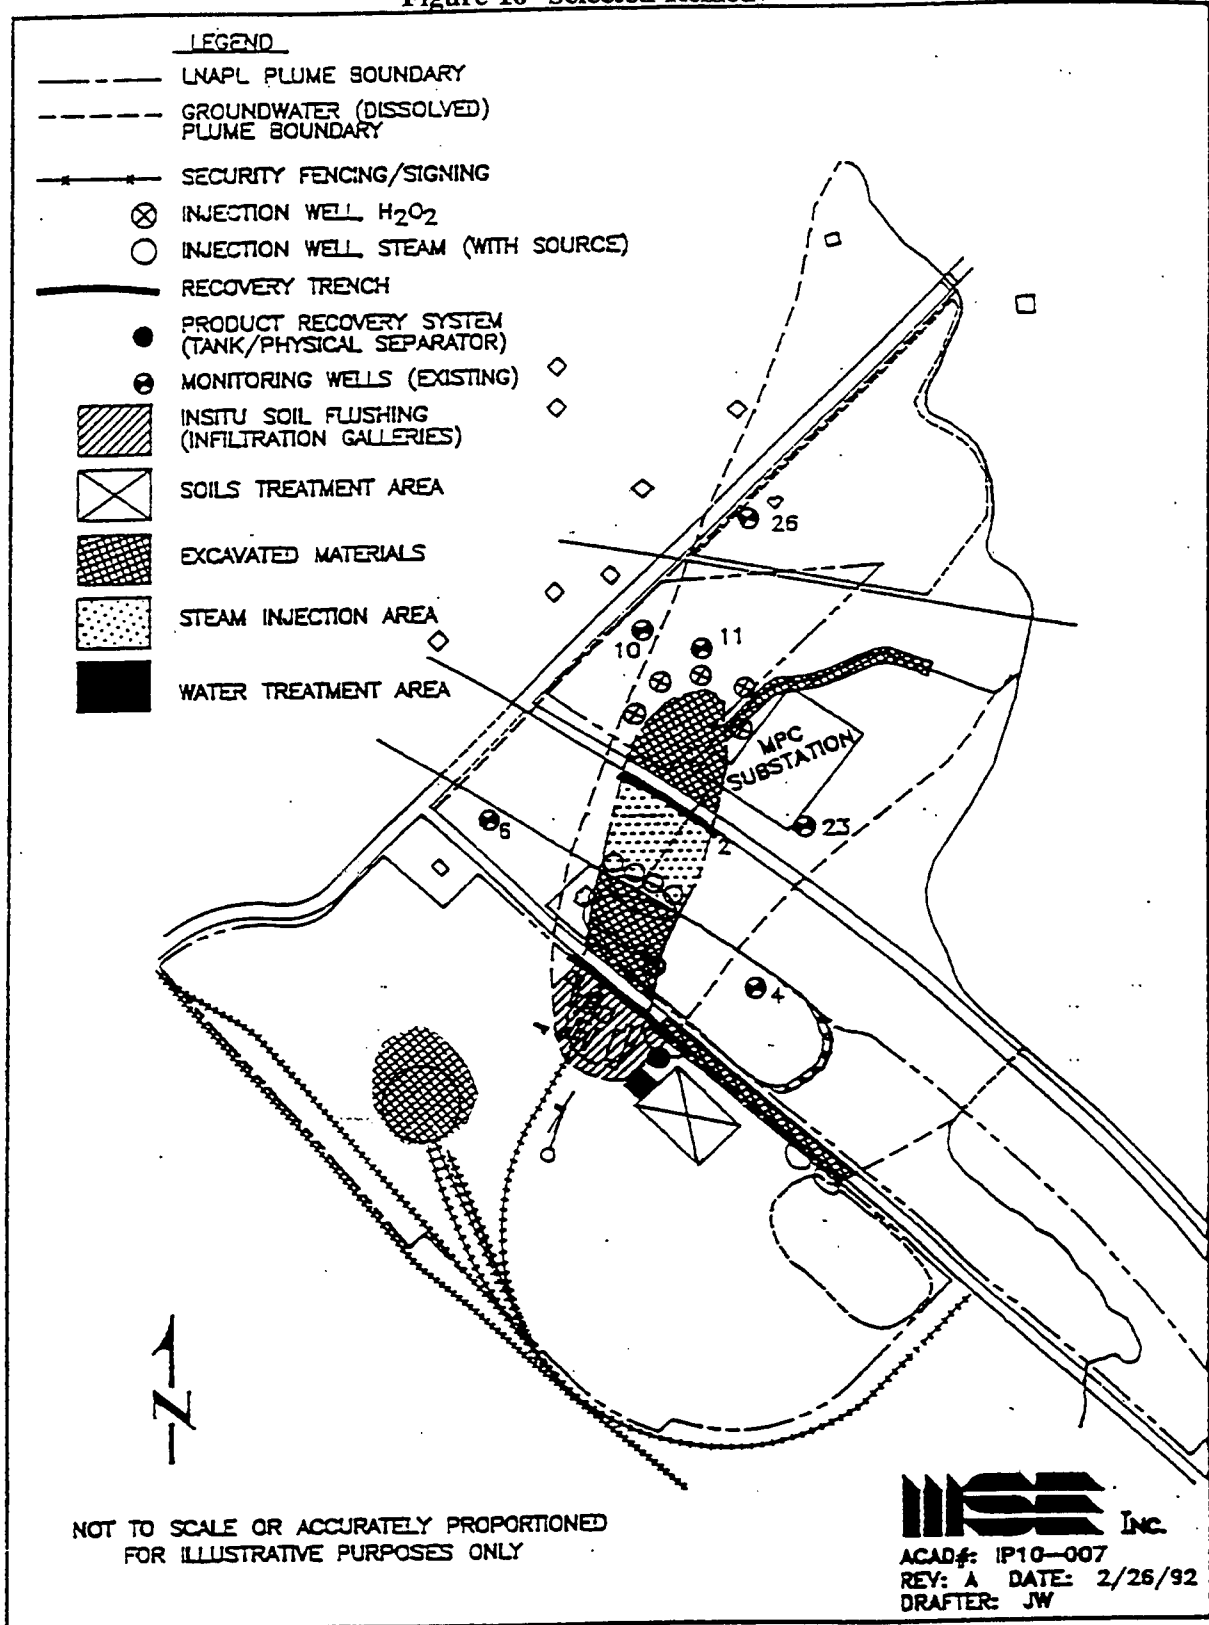 LEGEND
LNAPL PLUME BOUNDARY
GROUNDWATER (DISSOLVED)
PLUME BOUNDARY
SECURITY FENCING/SIGNING
INJECTION WELL H2O2
INJECTION WELL STEAM (WITH SOURCE)
RECOVERY TRENCH
PRODUCT RECOVERY SYSTEM
(TANK/PHYSICAL SEPARATOR)
MONITORING WELLS (EXISTING)
INSITU SOIL FLUSHING
(INFILTRATION GALLERIES)
SOILS TREATMENT AREA
EXCAVATED MATERIALS
STEAM INJECTION AREA
WATER TREATMENT AREA
26
10
11
MPC
SUBSTATION
23
2
6
4
N
NOT TO SCALE OR ACCURATELY PROPORTIONED
FOR ILLUSTRATIVE PURPOSES ONLY
MSE INC.
ACAD#: IP10-007
REV: A DATE: 2/26/92
DRAFTER: JW